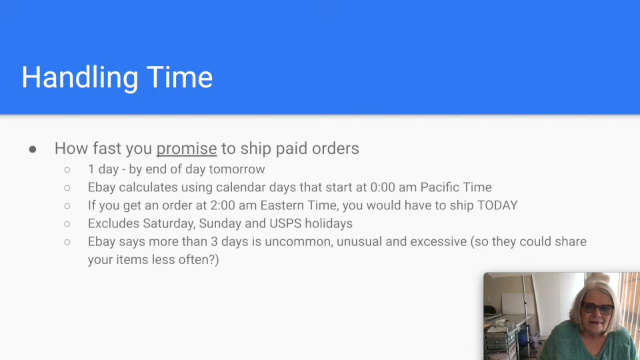 Handling Time
● How fast you promise to ship paid orders
○ 1 day - by end of day tomorrow
○ Ebay calculates using calendar days that start at 0:00 am Pacific Time
○ If you get an order at 2:00 am Eastern Time, you would have to ship TODAY
○ Excludes Saturday, Sunday and USPS holidays
○ Ebay says more than 3 days is uncommon, unusual and excessive (so they could share
your items less often?)